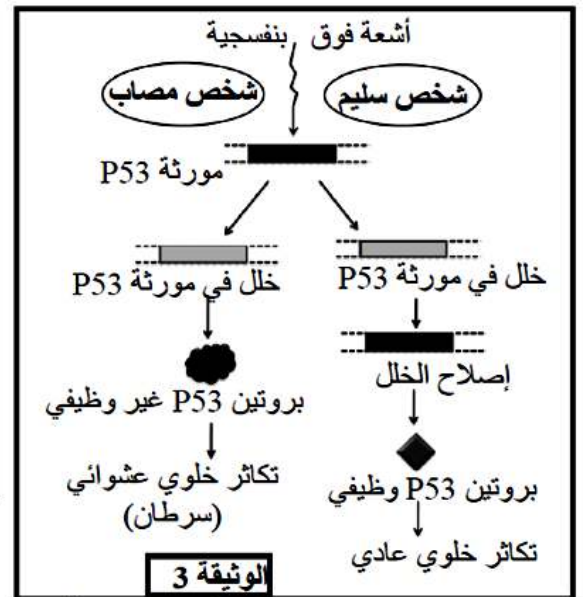 أشعة فوق بنفسجية
شخص سليم
شخص مصاب
مورثة P53
خلل في مورثة P53
إصلاح الخلل
بروتين P53 وظيفي
تكاثر خلوي عادي
خلل في مورثة P53
بروتين P53 غير وظيفي
تكاثر خلوي عشوائي
(سرطان)
الوثيقة 3